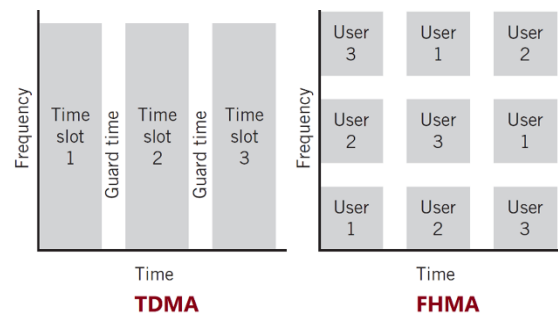 Frequency
Time
slot
1
Guard time
Time
slot
2
Guard time
Time
slot
3
Time
TDMA
Frequency
User
3
User
1
User
2
User
2
User
3
User
1
User
1
User
2
User
3
Time
FHMA